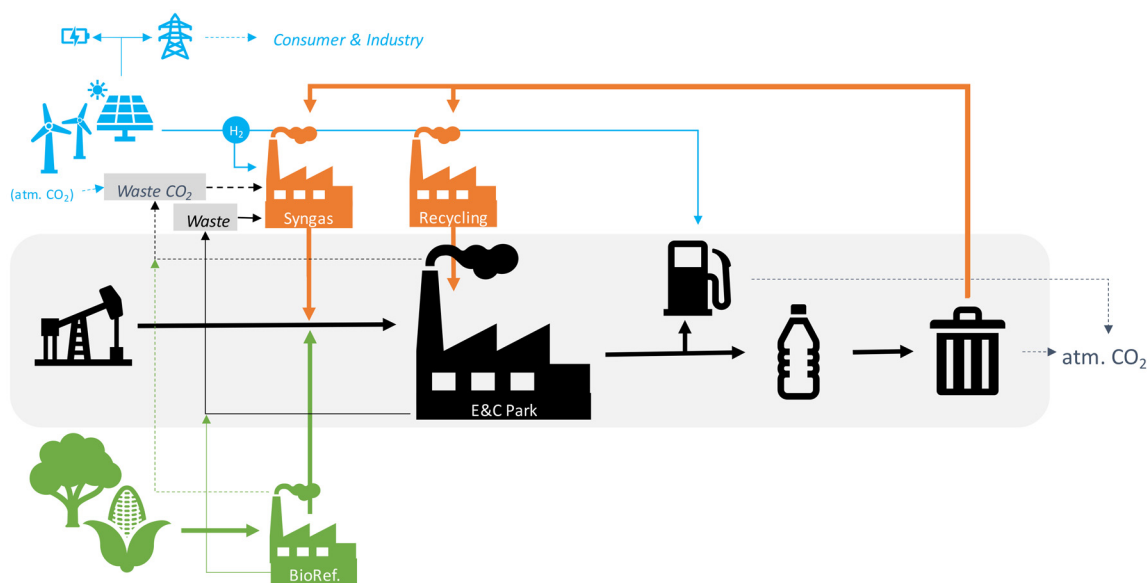 Consumer & Industry
H₂
(atm. CO₂)
Waste CO₂
Waste
Syngas
Recycling
atm. CO₂
E&C Park
BioRef.